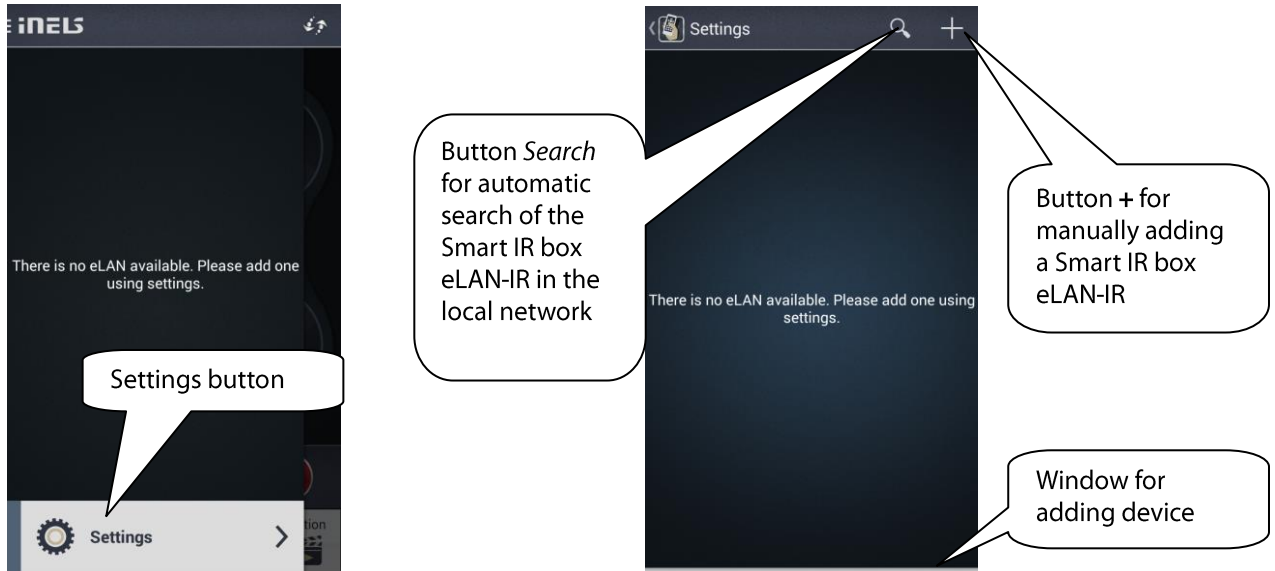 iNELS
There is no eLAN available. Please add one
using settings.
Settings button
Settings
tion
Button Search
for automatic
search of the
Smart IR box
eLAN-IR in the
local network
Settings
There is no eLAN available. Please add one using
settings.
Button + for
manually adding
a Smart IR box
eLAN-IR
Window for
adding device